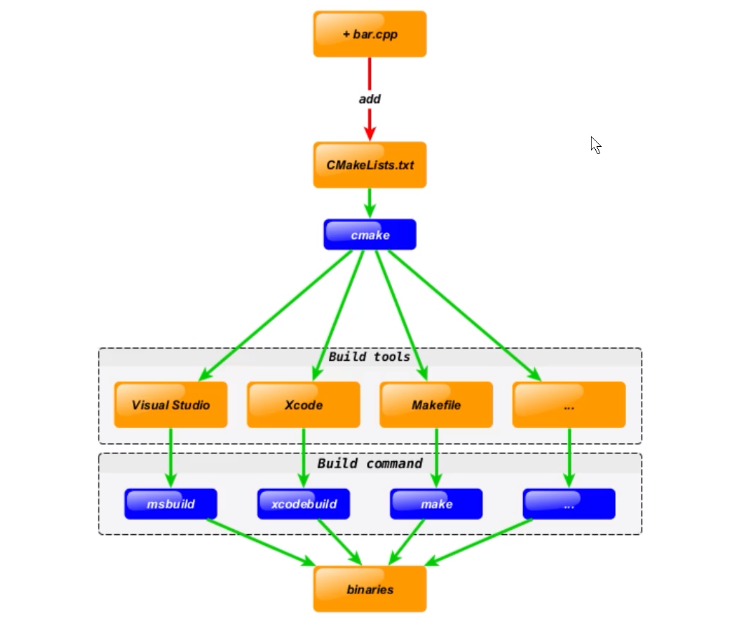 + bar.cpp
add
CMakeLists.txt
cmake
Build tools
Visual Studio
Xcode
Makefile
...
Build command
msbuild
xcodebuild
make
...
binaries